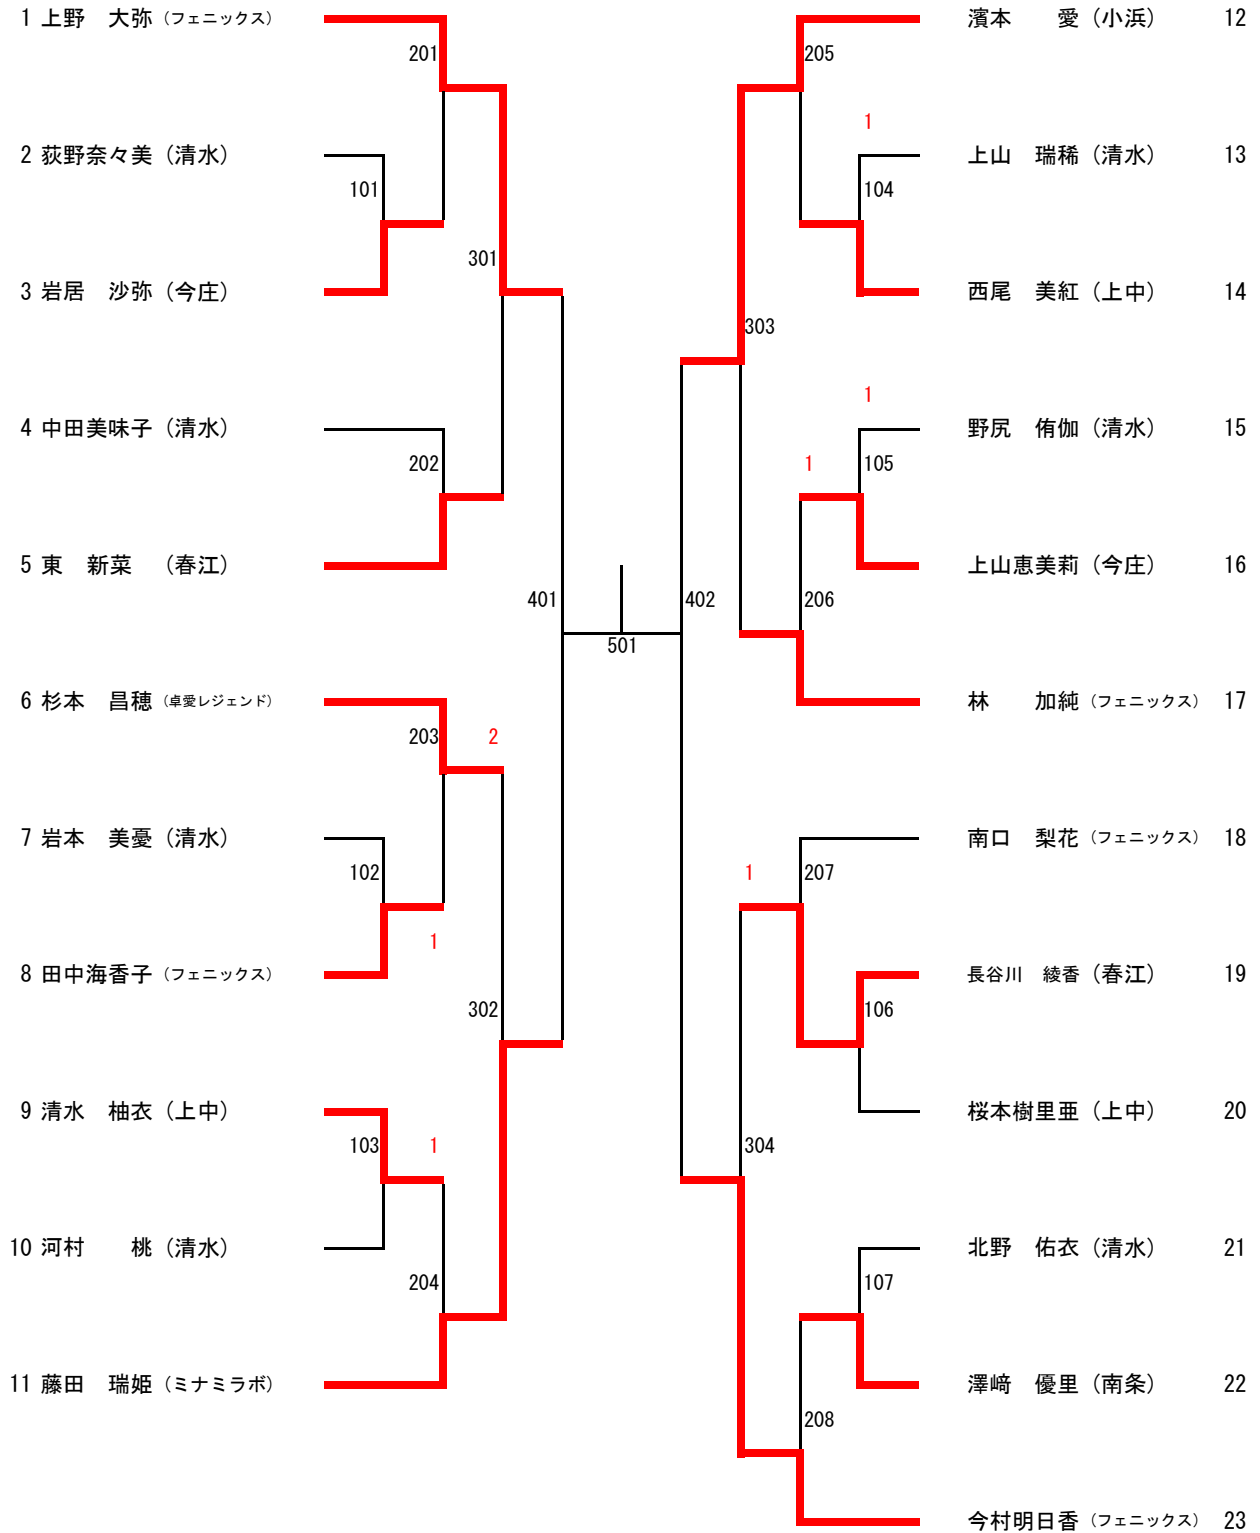 1 上野　大弥（フェニックス）
201
2 荻野奈々美（清水）
101
3 岩居　沙弥（今庄）
301
4 中田美味子（清水）
202
5 東　新菜　（春江）
401
6 杉本　昌穂（卓愛レジェンド）
203
2
7 岩本　美憂（清水）
102
1
8 田中海香子（フェニックス）
302
9 清水　柚衣（上中）
103
1
10 河村　　桃（清水）
204
11 藤田　瑞姫（ミナミラボ）
501
濱本　　愛（小浜） 12
205
1
上山　瑞稀（清水） 13
104
西尾　美紅（上中） 14
303
1
野尻　侑伽（清水） 15
1
105
上山恵美莉（今庄） 16
402
206
林　　加純（フェニックス） 17
南口　梨花（フェニックス） 18
1
207
長谷川　綾香（春江） 19
106
桜本樹里亜（上中） 20
304
北野　佑衣（清水） 21
107
澤﨑　優里（南条） 22
208
今村明日香（フェニックス） 23